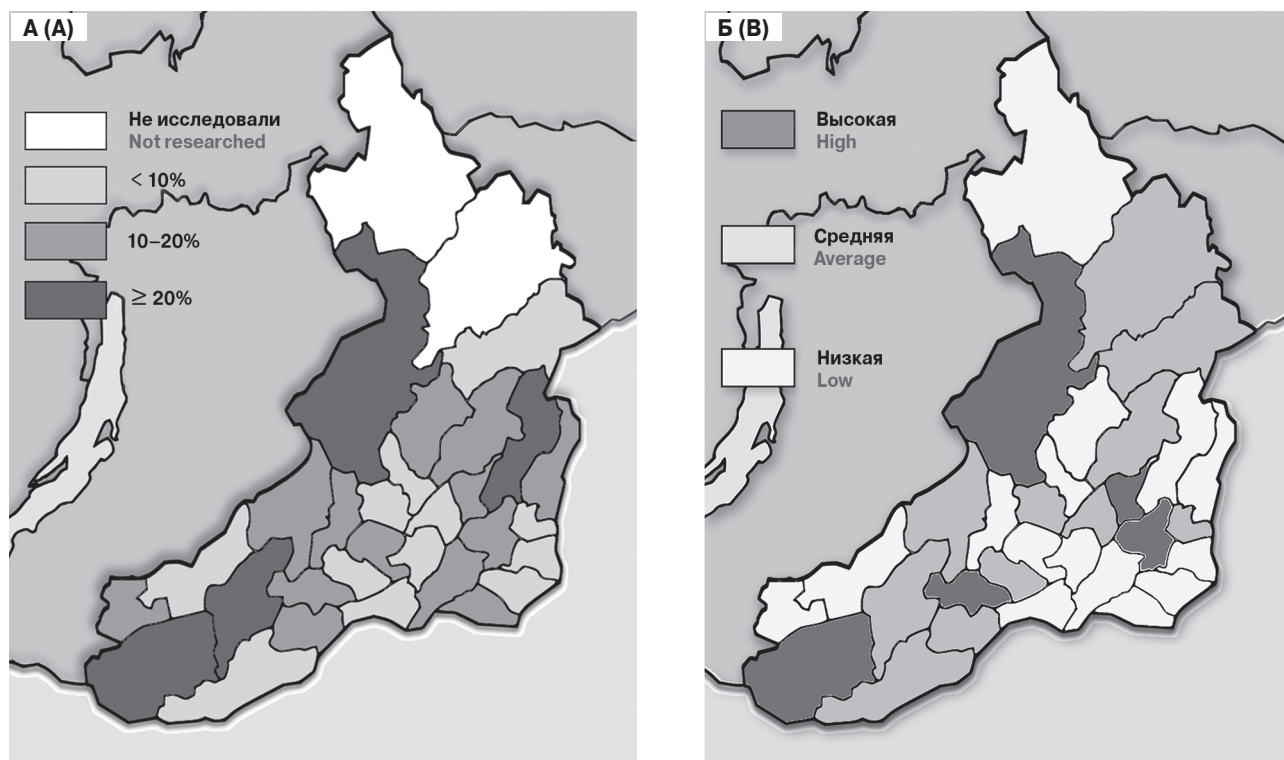 А (A)
Не исследовали
Not researched
< 10%
10–20%
≥ 20%
Б (B)
Высокая
High
Средняя
Average
Низкая
Low